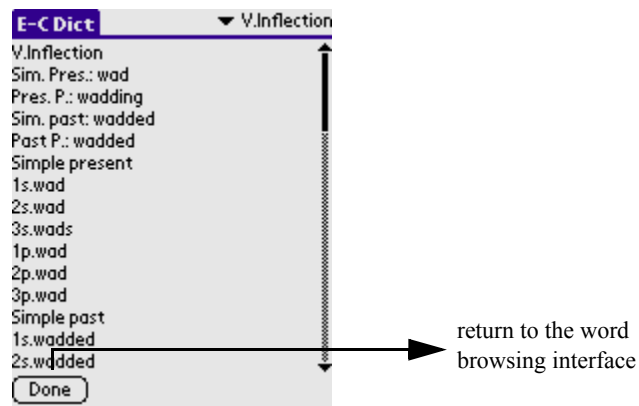 E-C Dict V.Inflection
V.Inflection
Sim. Pres.: wad
Pres. P.: wadding
Sim. past: wadded
Past P.: wadded
Simple present
1s.wad
2s.wad
3s.wads
1p.wad
2p.wad
3p.wad
Simple past
1s.wadded
2s.wadded
Done
return to the word
browsing interface